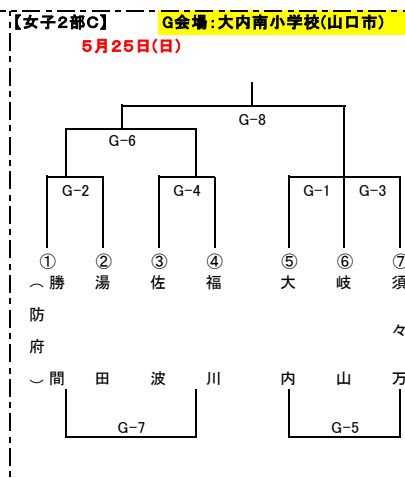 【女子2部C】 G会場：大内南小学校(山口市)
5月25日(日)
G-8
G-6
G-2 G-4 G-1 G-3
① ② ③ ④ ⑤ ⑥ ⑦
勝間（防府） 湯田 佐波 福川 大内 岐山 須々万
G-7 G-5